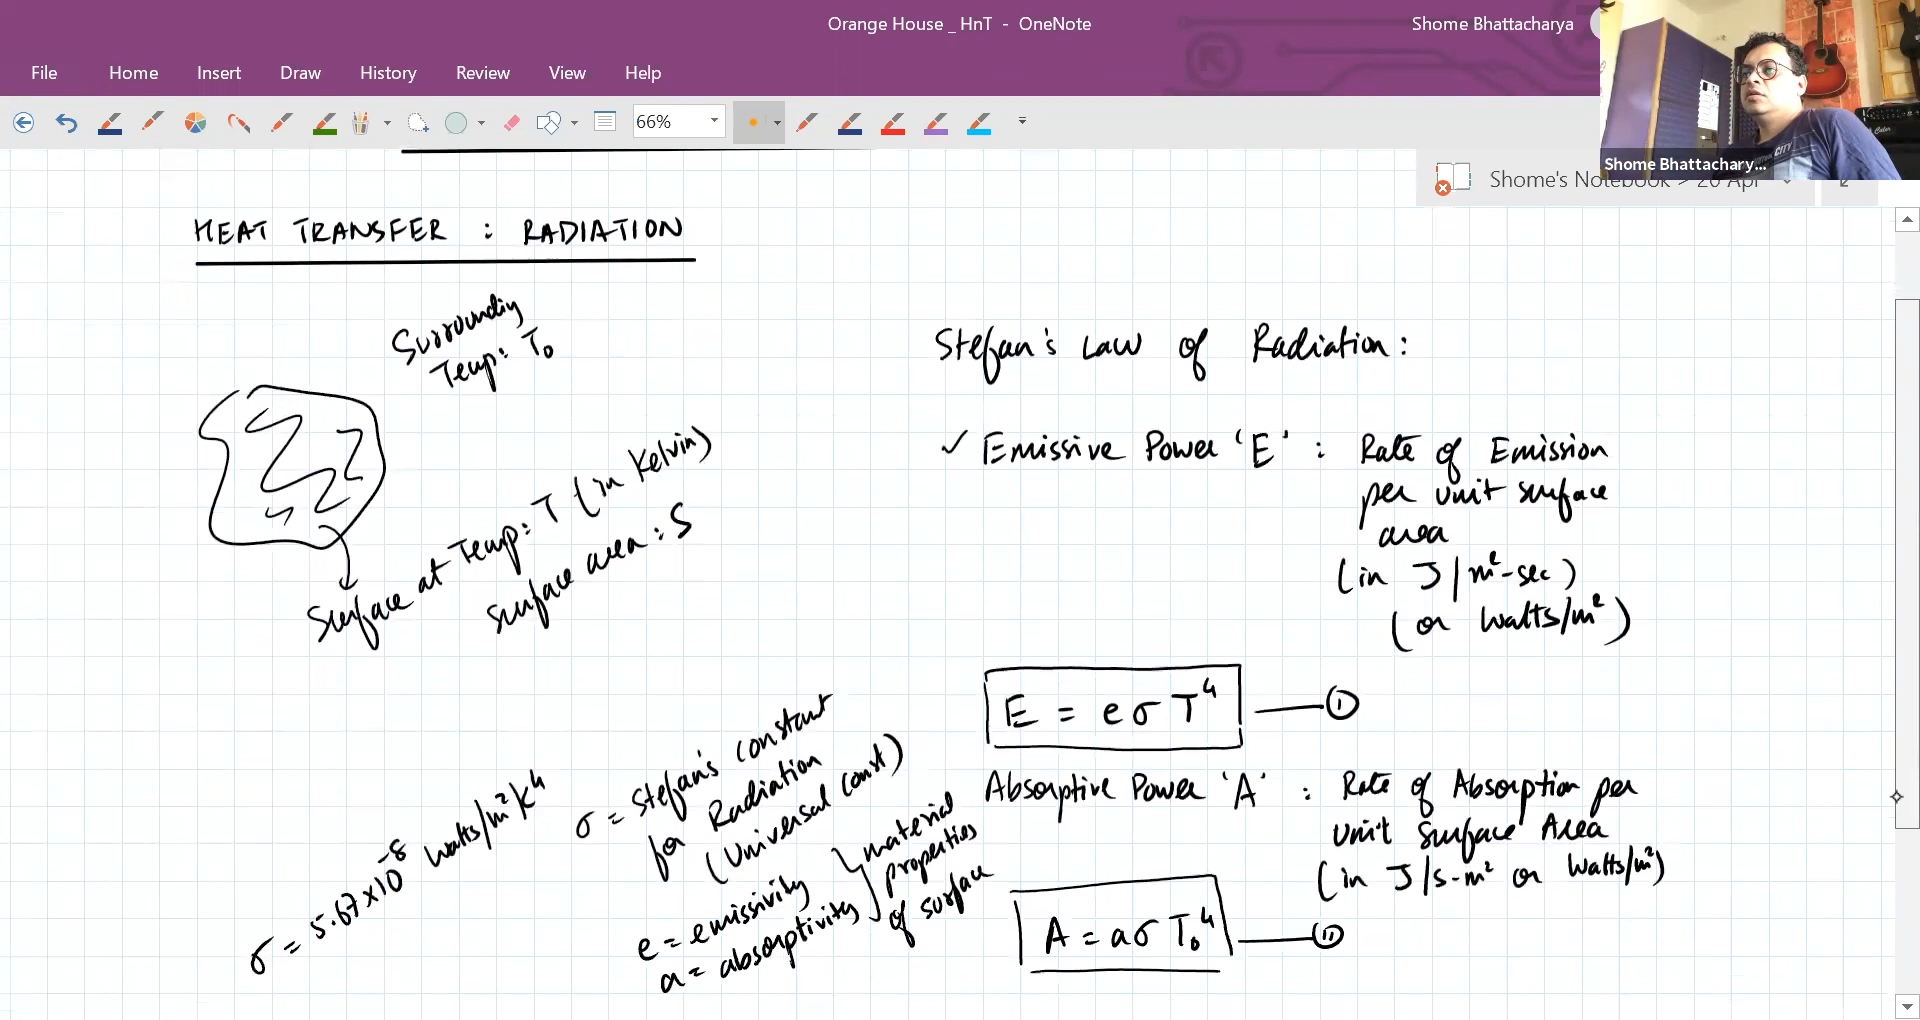 Orange House _ HnT - OneNote
Shome Bhattacharya
File Home Insert Draw History Review View Help
66%
Shome Bhattachary...
CITY
Shome's Notebook > 26 Apr
HEAT TRANSFER : RADIATION
Surrounding
Temp: T₀
Surface at Temp: T (in Kelvin)
Surface area: S
Stefan's Law of Radiation:
✓ Emissive Power 'E' : Rate of Emission
per unit surface
area
(in J/m²-sec)
(or watts/m²)
E = eσT⁴ — ①
σ = 5.67×10⁻⁸ watts/m²K⁴
σ = Stefan's constant
for Radiation
(Universal Const)
e = emissivity
a = absorptivity
material
properties
of surface
Absorptive Power 'A' : Rate of Absorption per
Unit Surface Area
(in J/s-m² or Watts/m²)
A = aσT₀⁴ — ⑪